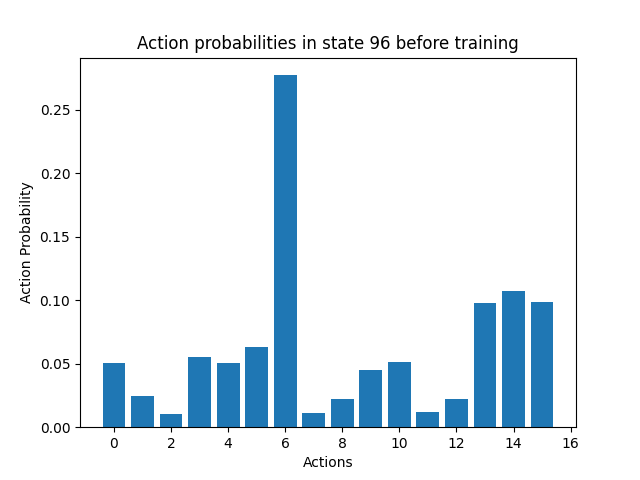 Action probabilities in state 96 before training
0.25
0.20
0.15
0.10
0.05
0.00
Action Probability
0 2 4 6 8 10 12 14 16
Actions